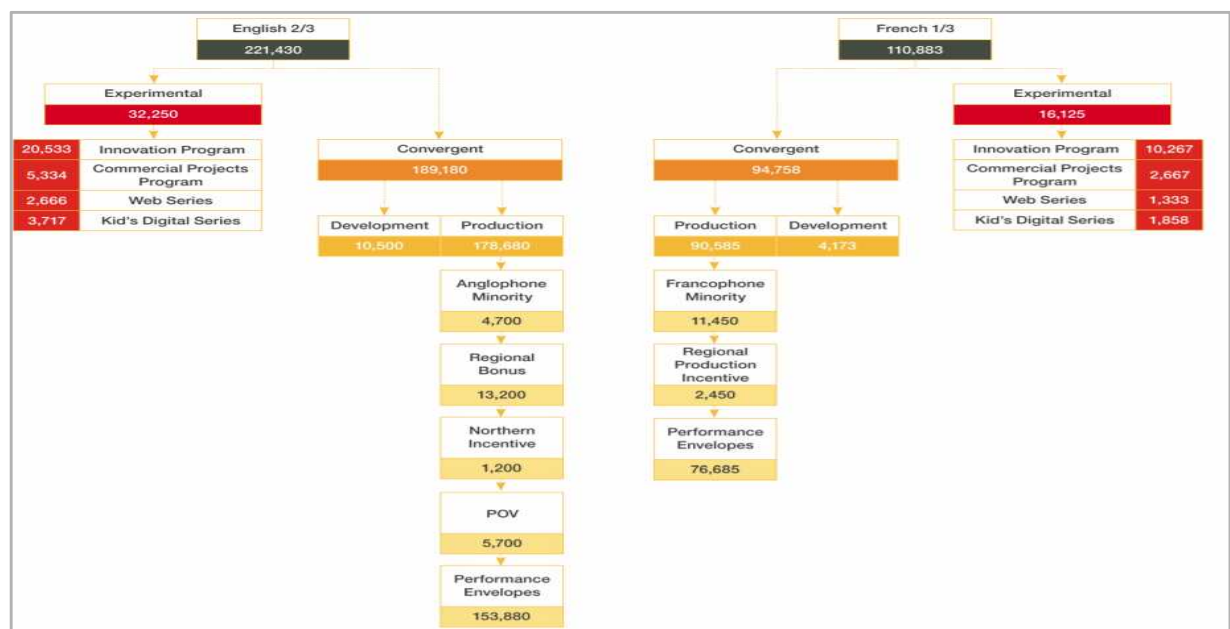 English 2/3
221,430
French 1/3
110,883
Experimental
32,250
Experimental
16,125
20,533 Innovation Program
5,334 Commercial Projects
Program
2,666 Web Series
3,717 Kid's Digital Series
Convergent
189,180
Convergent
94,758
Innovation Program 10,267
Commercial Projects
Program 2,667
Web Series 1,333
Kid's Digital Series 1,858
Development Production
10,500 178,680
Production Development
90,585 4,173
Anglophone
Minority
4,700
Francophone
Minority
11,450
Regional
Bonus
13,200
Regional
Production
Incentive
2,450
Northern
Incentive
1,200
Performance
Envelopes
76,685
POV
5,700
Performance
Envelopes
153,880